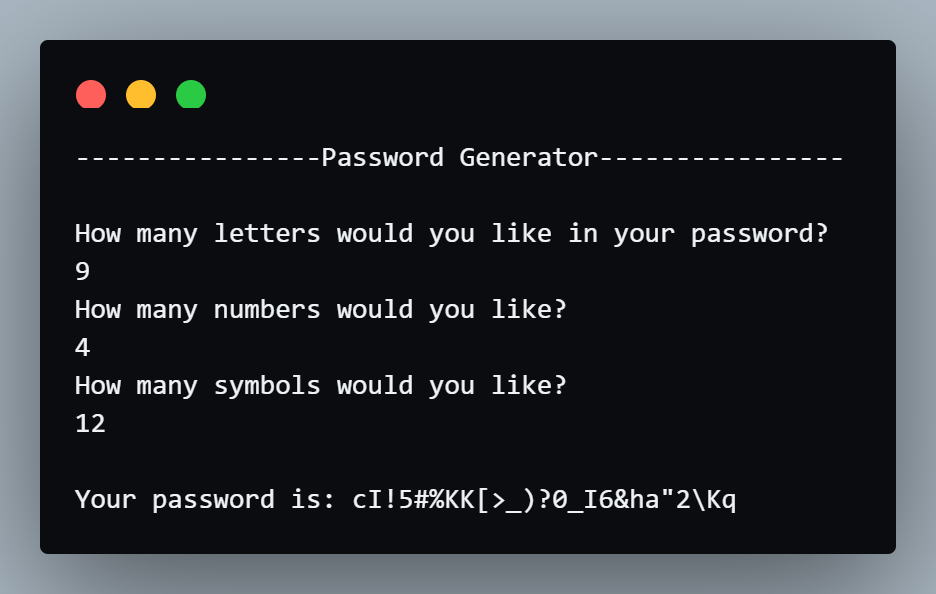 ----------------Password Generator----------------
How many letters would you like in your password?
9
How many numbers would you like?
4
How many symbols would you like?
12
Your password is: cI!5#%KK[>_)?0_I6&ha"2\Kq